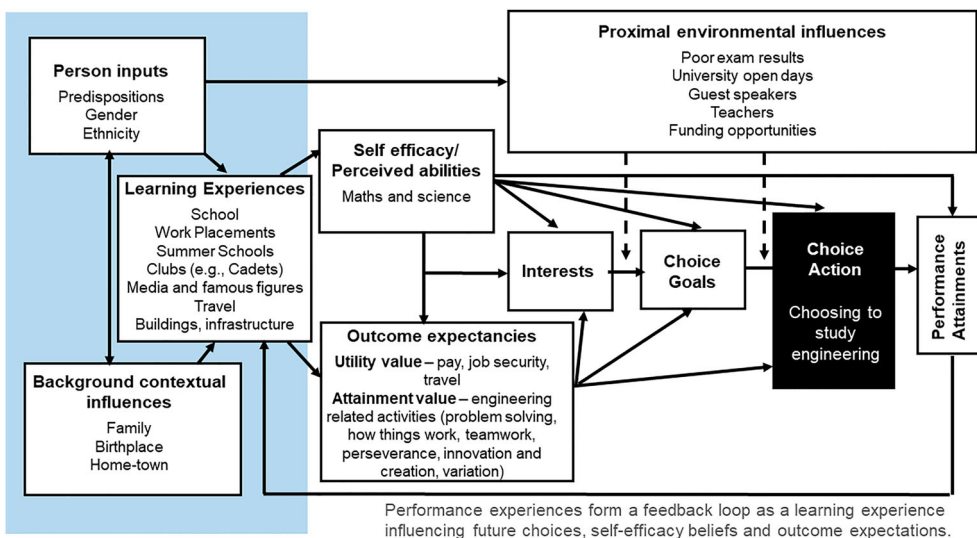 Person inputs
Predispositions
Gender
Ethnicity
Proximal environmental influences
Poor exam results
University open days
Guest speakers
Teachers
Funding opportunities
Learning Experiences
School
Work Placements
Summer Schools
Clubs (e.g., Cadets)
Media and famous figures
Travel
Buildings, infrastructure
Self efficacy/
Perceived abilities
Maths and science
Interests
Choice
Goals
Choice
Action
Choosing to
study
engineering
Performance
Attainments
Background contextual
influences
Family
Birthplace
Home-town
Outcome expectancies
Utility value – pay, job security,
travel
Attainment value – engineering
related activities (problem solving,
how things work, teamwork,
perseverance, innovation and
creation, variation)
Performance experiences form a feedback loop as a learning experience
influencing future choices, self-efficacy beliefs and outcome expectations.